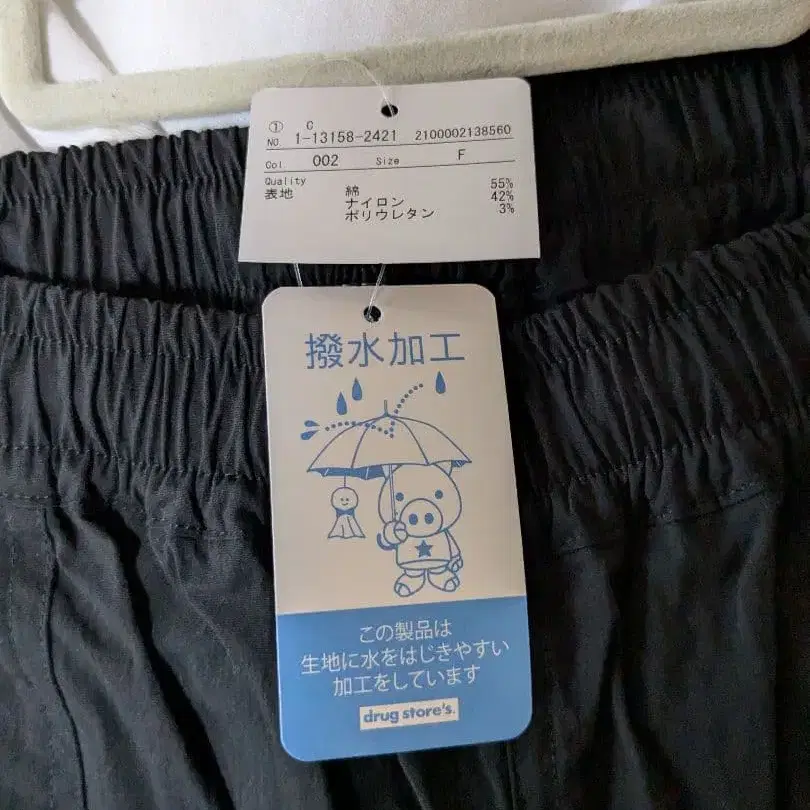 ① C
NO. 1-13158-2421 2100002138560
Col 002 Size F
Quality
表地 綿 55%
ナイロン 42%
ポリウレタン 3%
撥水加工
この製品は
生地に水をはじきやすい
加工をしています
drug store's.